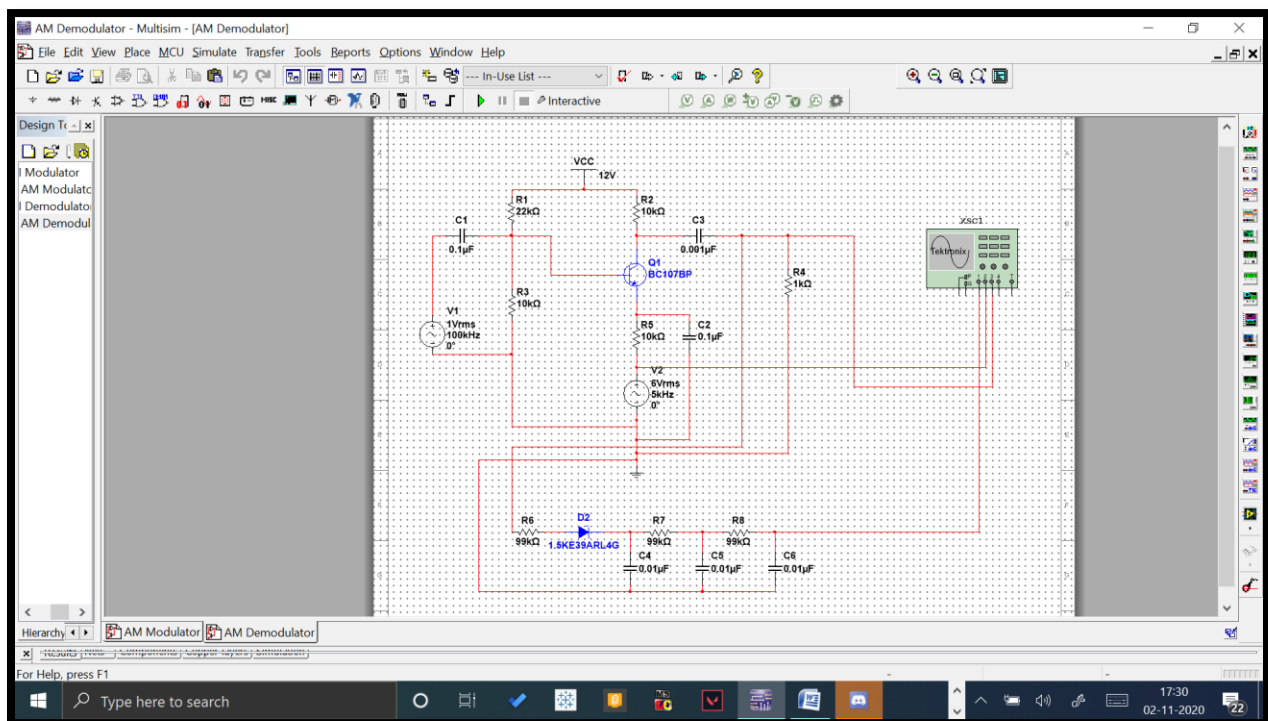 AM Demodulator - Multisim - [AM Demodulator]
File Edit View Place MCU Simulate Transfer Tools Reports Options Window Help
--- In-Use List ---
Interactive
Design
Modulator
AM Modulatc
Demodulato
AM Demodul
VCC
12V
R1
22kΩ
R2
10kΩ
C1
0.1µF
C3
0.001µF
XSC1
Tektronix
Q1
BC107BP
R4
1kΩ
R3
10kΩ
V1
1Vrms
100kHz
0°
R5
10kΩ
C2
0.1µF
V2
6Vrms
5kHz
0°
R6
99kΩ
D2
1.5KE39ARL4G
R7
99kΩ
R8
99kΩ
C4
0.01µF
C5
0.01µF
C6
0.01µF
Hierarchy
AM Modulator AM Demodulator
For Help, press F1
Type here to search
17:30
02-11-2020
22